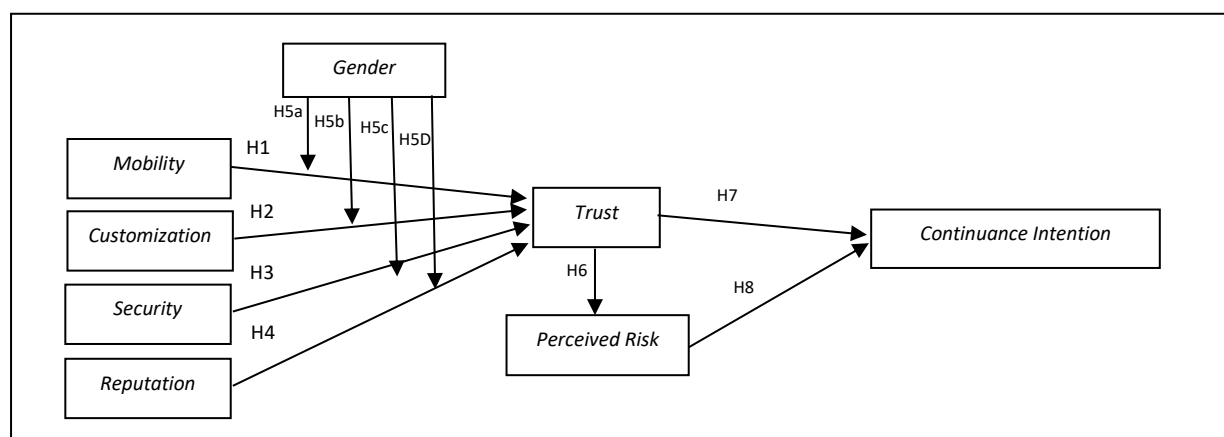 Gender
H5a
H5b
H5c
H5D
H1
Mobility
H2
Customization
H3
Security
H4
Reputation
Trust
H7
Continuance Intention
H6
H8
Perceived Risk